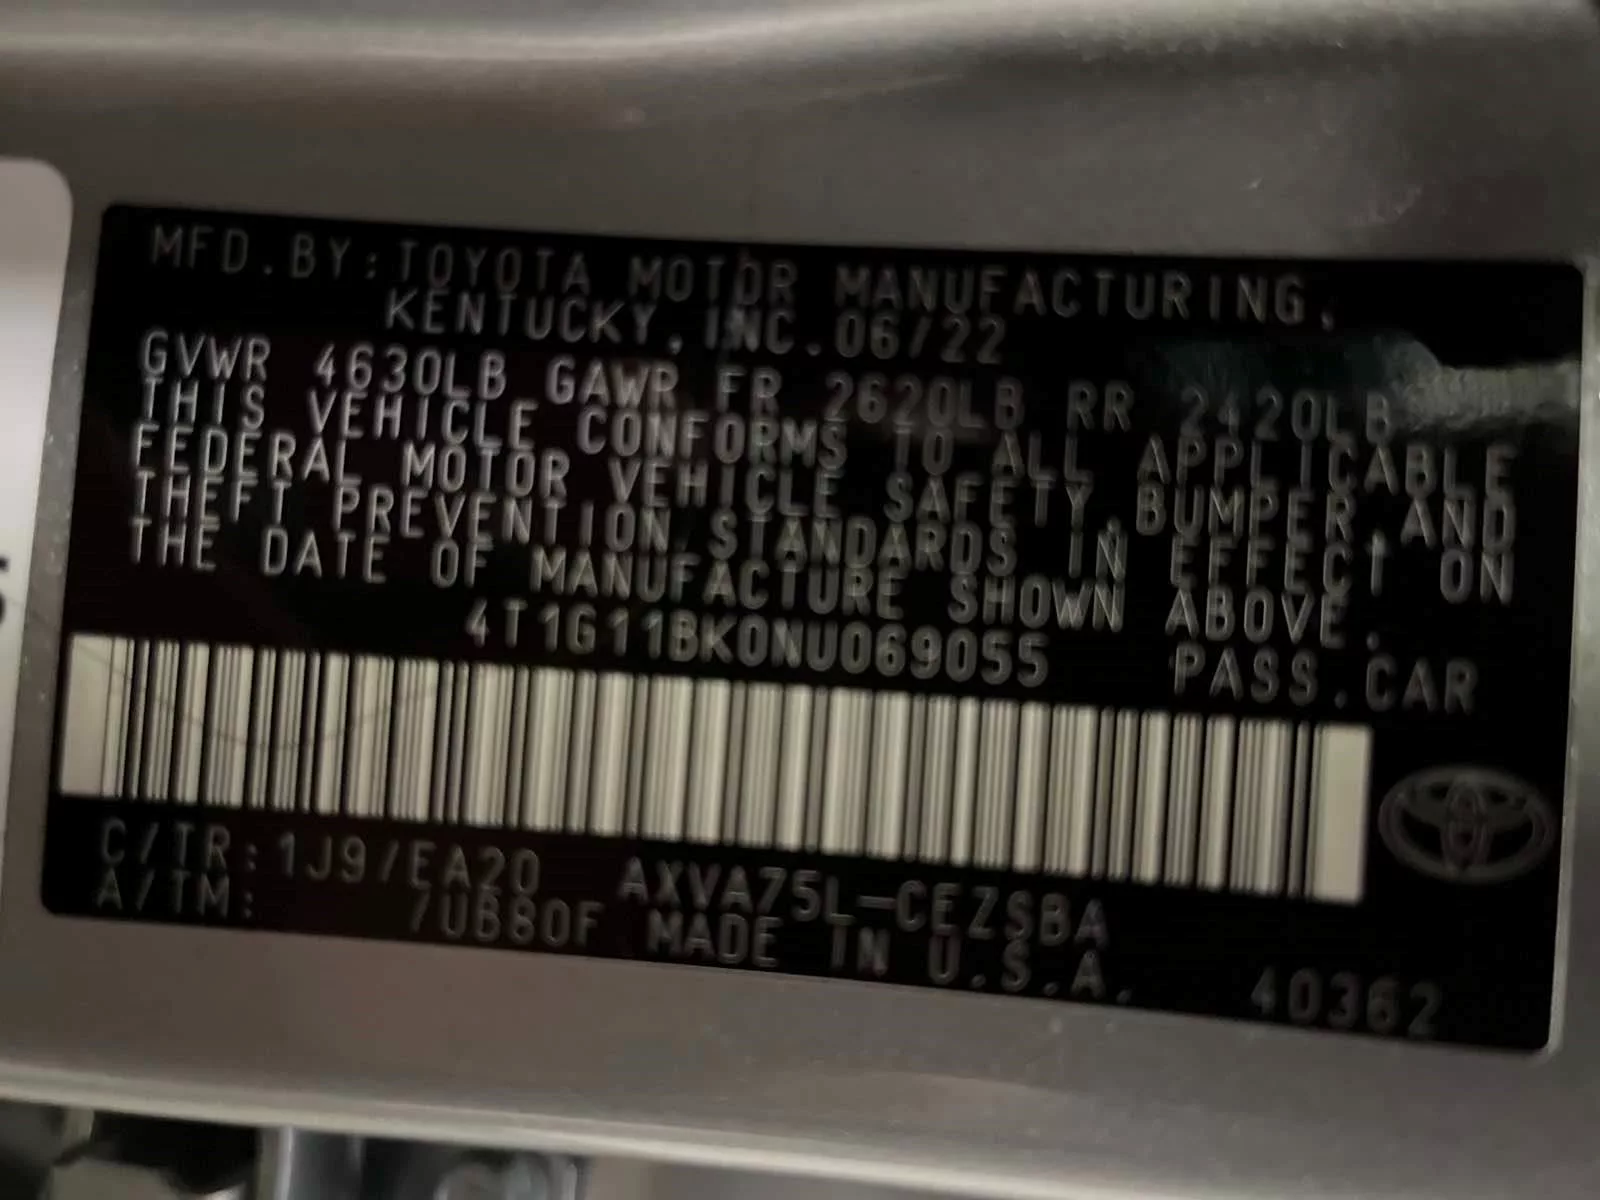 MFD.BY:TOYOTA MOTOR MANUFACTURING,
KENTUCKY, INC.06/22
GVWR 4630LB GAWR FR 2620LB RR 2420LB
THIS VEHICLE CONFORMS TO ALL APPLICABLE
FEDERAL MOTOR VEHICLE SAFETY,BUMPER,AND
THEFT PREVENTION STANDARDS IN EFFECT ON
THE DATE OF MANUFACTURE SHOWN ABOVE.
4T1G11BK0NU069055 PASS.CAR
C/TR:1J9/EA20 AXVA75L-CEZSBA
A/TM: /UB80F MADE IN U.S.A. 40362